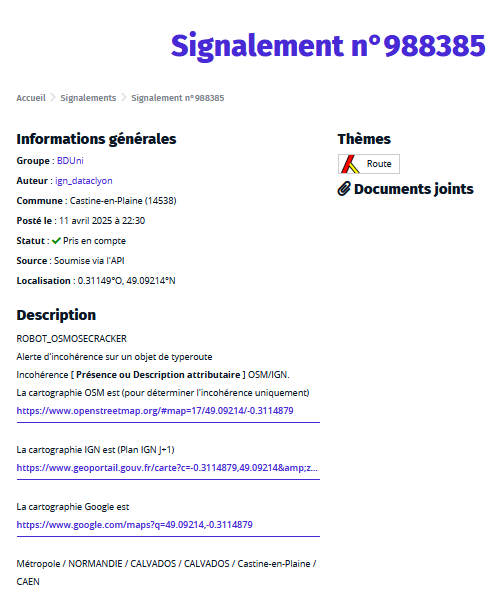 Signalement n°988385
Accueil > Signalements > Signalement n°988385
Informations générales
Groupe : BDUni
Auteur : ign_dataclyon
Commune : Castine-en-Plaine (14538)
Posté le : 11 avril 2025 à 22:30
Statut : ✔ Pris en compte
Source : Soumise via l'API
Localisation : 0.31149°O, 49.09214°N
Thèmes
Route
Documents joints
Description
ROBOT_OSMOSECRACKER
Alerte d'incohérence sur un objet de typeroute
Incohérence [ Présence ou Description attributaire ] OSM/IGN.
La cartographie OSM est (pour déterminer l'incohérence uniquement)
https://www.openstreetmap.org/#map=17/49.09214/-0.3114879
La cartographie IGN est (Plan IGN J+1)
https://www.geoportail.gouv.fr/carte?c=-0.3114879,49.09214&amp;z...
La cartographie Google est
https://www.google.com/maps?q=49.09214,-0.3114879
Métropole / NORMANDIE / CALVADOS / CALVADOS / Castine-en-Plaine /
CAEN